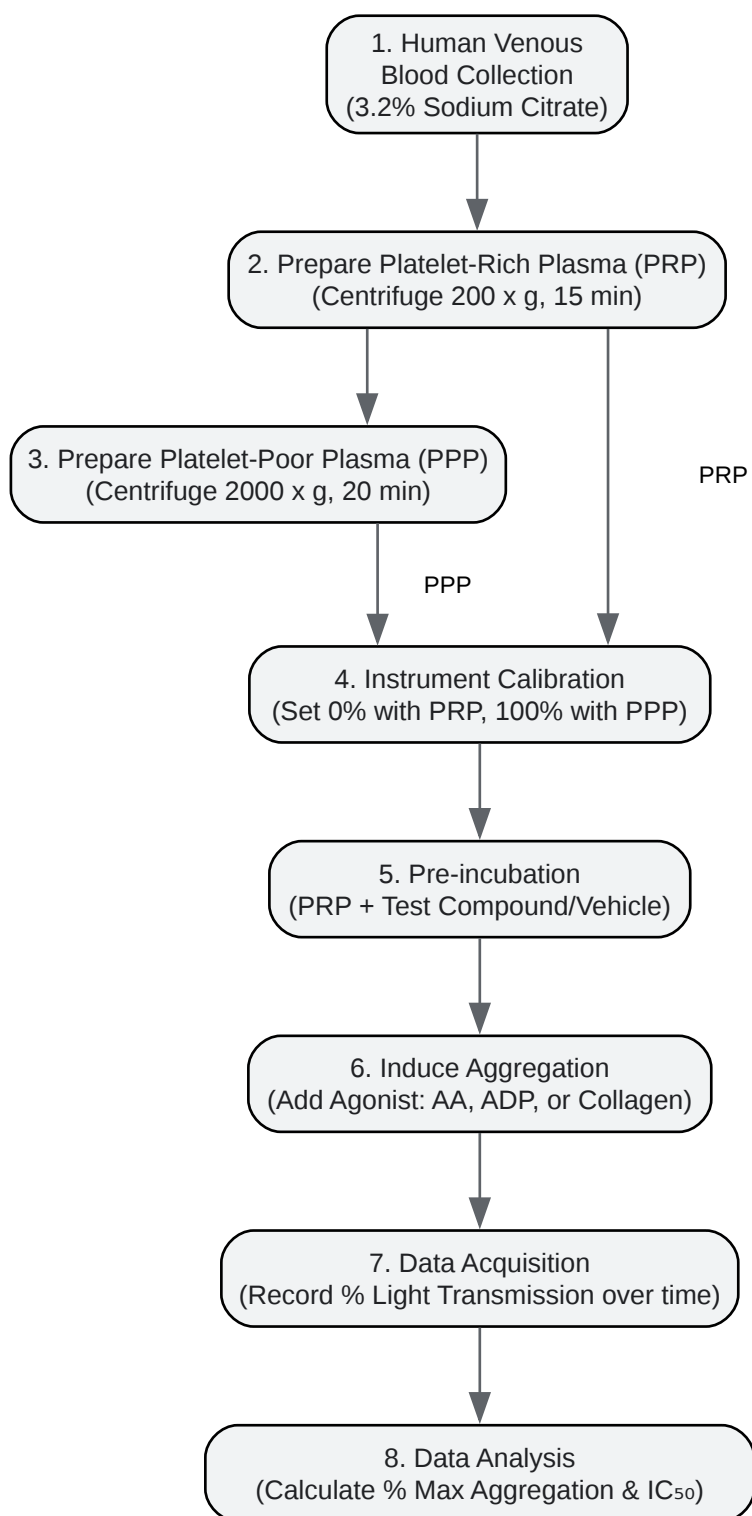 1. Human Venous
Blood Collection
(3.2% Sodium Citrate)
2. Prepare Platelet-Rich Plasma (PRP)
(Centrifuge 200 x g, 15 min)
3. Prepare Platelet-Poor Plasma (PPP)
(Centrifuge 2000 x g, 20 min)
PRP
PPP
4. Instrument Calibration
(Set 0% with PRP, 100% with PPP)
5. Pre-incubation
(PRP + Test Compound/Vehicle)
6. Induce Aggregation
(Add Agonist: AA, ADP, or Collagen)
7. Data Acquisition
(Record % Light Transmission over time)
8. Data Analysis
(Calculate % Max Aggregation & IC₅₀)